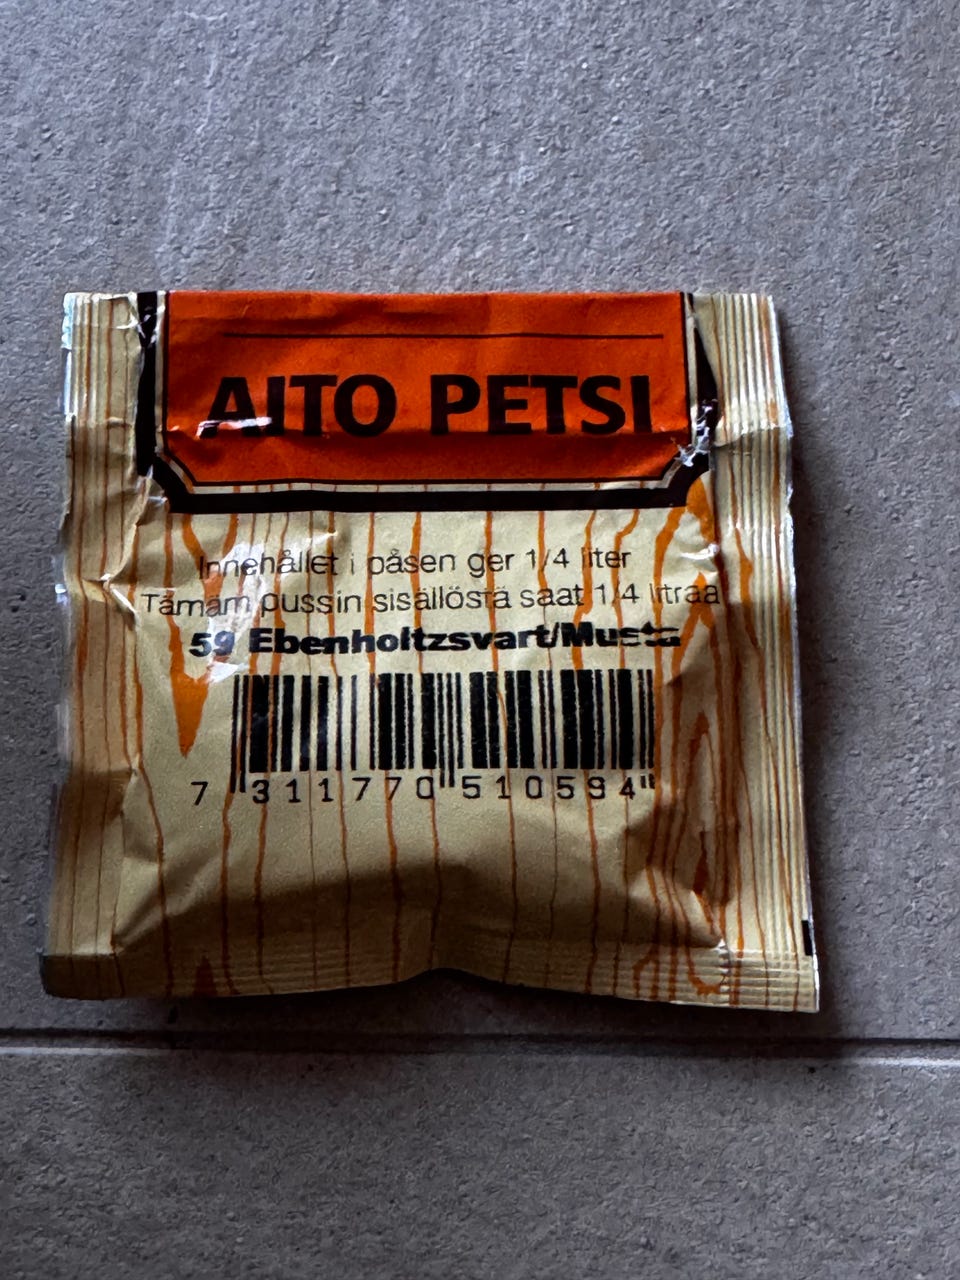 AITO PETSI
Innehållet i påsen ger 1/4 liter
Tämäm pussin sisällöstä saat 1/4 litraa
59 Ebenholtzsvart/Musta
7 311770 510594